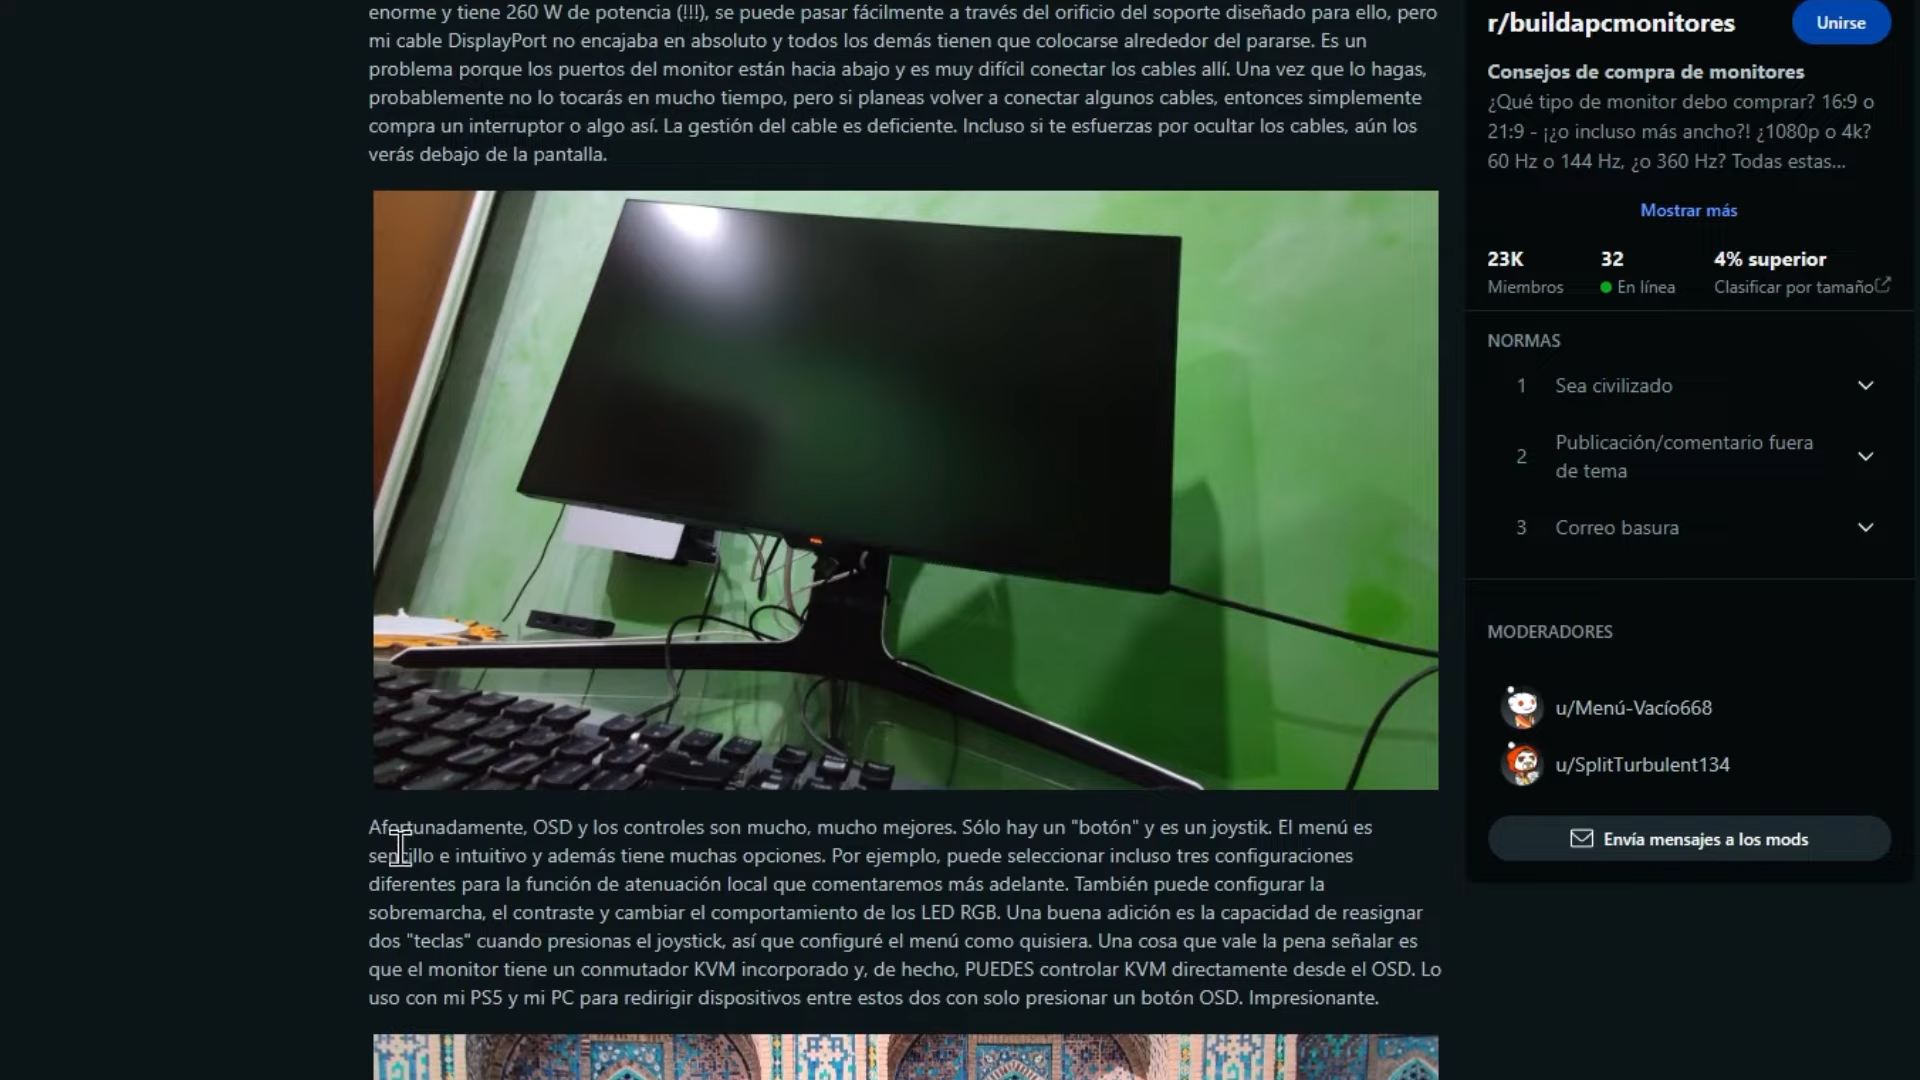 enorme y tiene 260 W de potencia (!!!), se puede pasar fácilmente a través del orificio del soporte diseñado para ello, pero
mi cable DisplayPort no encajaba en absoluto y todos los demás tienen que colocarse alrededor del pararse. Es un
problema porque los puertos del monitor están hacia abajo y es muy difícil conectar los cables allí. Una vez que lo hagas,
probablemente no lo tocarás en mucho tiempo, pero si planeas volver a conectar algunos cables, entonces simplemente
compra un interruptor o algo así. La gestión del cable es deficiente. Incluso si te esfuerzas por ocultar los cables, aún los
verás debajo de la pantalla.
Afortunadamente, OSD y los controles son mucho, mucho mejores. Sólo hay un "botón" y es un joystik. El menú es
sencillo e intuitivo y además tiene muchas opciones. Por ejemplo, puede seleccionar incluso tres configuraciones
diferentes para la función de atenuación local que comentaremos más adelante. También puede configurar la
sobremarcha, el contraste y cambiar el comportamiento de los LED RGB. Una buena adición es la capacidad de reasignar
dos "teclas" cuando presionas el joystick, así que configuré el menú como quisiera. Una cosa que vale la pena señalar es
que el monitor tiene un conmutador KVM incorporado y, de hecho, PUEDES controlar KVM directamente desde el OSD. Lo
uso con mi PS5 y mi PC para redirigir dispositivos entre estos dos con solo presionar un botón OSD. Impresionante.
r/buildapcmonitores
Unirse
Consejos de compra de monitores
¿Qué tipo de monitor debo comprar? 16:9 o
21:9 - ¡¿o incluso más ancho?! ¿1080p o 4k?
60 Hz o 144 Hz, ¿o 360 Hz? Todas estas...
Mostrar más
23K 32 4% superior
Miembros En línea Clasificar por tamaño
NORMAS
1 Sea civilizado
2 Publicación/comentario fuera
de tema
3 Correo basura
MODERADORES
u/Menú-Vacío668
u/SplitTurbulent134
Envía mensajes a los mods